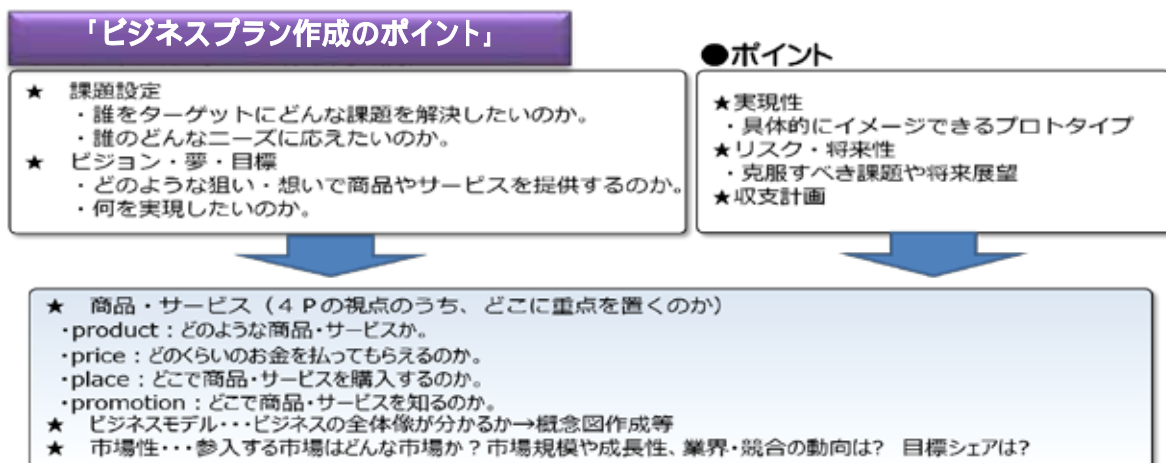 「ビジネスプラン作成のポイント」
★ 課題設定
・誰をターゲットにどんな課題を解決したいのか。
・誰のどんなニーズに応えたいのか。
★ ビジョン・夢・目標
・どのような狙い・想いで商品やサービスを提供するのか。
・何を実現したいのか。
●ポイント
★実現性
・具体的にイメージできるプロトタイプ
★リスク・将来性
・克服すべき課題や将来展望
★収支計画
★ 商品・サービス（４Ｐの視点のうち、どこに重点を置くのか）
・product：どのような商品・サービスか。
・price：どのくらいのお金を払ってもらえるのか。
・place：どこで商品・サービスを購入するのか。
・promotion：どこで商品・サービスを知るのか。
★ ビジネスモデル・・・ビジネスの全体像が分かるか→概念図作成等
★ 市場性・・・参入する市場はどんな市場か？市場規模や成長性、業界・競合の動向は？ 目標シェアは？